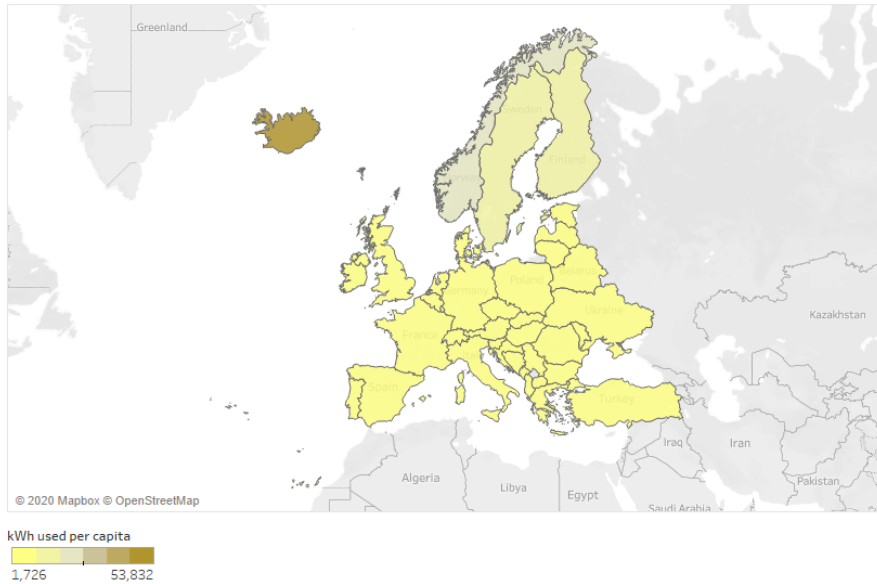 Greenland
Sweden
Norway
Finland
Poland
Belarus
Germany
Ukraine
Kazakhstan
France
Italy
Spain
Turkey
Iraq
Iran
Algeria
Libya
Egypt
Pakistan
Saudi Arabia
© 2020 Mapbox © OpenStreetMap
kWh used per capita
1,726 53,832